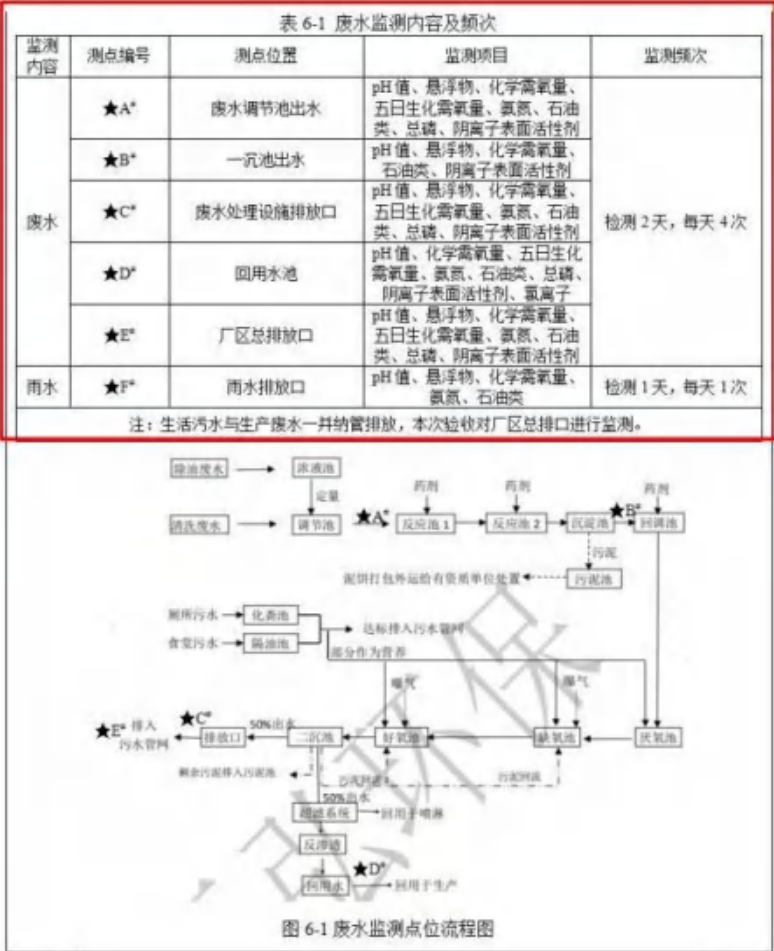 表 6-1 废水监测内容及频次
监测内容 测点编号 测点位置 监测项目 监测频次
废水
★A# 废水调节池出水
pH 值、悬浮物、化学需氧量、
五日生化需氧量、氨氮、石油
类、总磷、阴离子表面活性剂
★B# 一沉池出水
pH 值、悬浮物、化学需氧量、
石油类、阴离子表面活性剂
★C# 废水处理设施排放口
pH 值、悬浮物、化学需氧量、
五日生化需氧量、氨氮、石油
类、总磷、阴离子表面活性剂
检测 2 天，每天 4 次
★D# 回用水池
pH 值、化学需氧量、五日生化
需氧量、氨氮、石油类、总磷、
阴离子表面活性剂、氯离子
★E# 厂区总排放口
pH 值、悬浮物、化学需氧量、
五日生化需氧量、氨氮、石油
类、总磷、阴离子表面活性剂
雨水 ★F# 雨水排放口
pH 值、悬浮物、化学需氧量、
氨氮、石油类
检测 1 天，每天 1 次
注：生活污水与生产废水一并纳管排放，本次验收对厂区总排口进行监测。
除油废水 浓液池
定量
药剂 药剂 药剂
清洗废水 调节池 ★A# 反应池 1 反应池 2 沉淀池 ★B# 回调池
污泥
泥饼打包外运给有资质单位处置 污泥池
厕所污水 化粪池
达标排入污水管网
食堂污水 隔油池
部分作为营养
曝气 曝气
★E# 排入
污水管网
★C# 排放口 50%出水 二沉池 好氧池 缺氧池 厌氧池
剩余污泥排入污泥池 污泥回流 污泥回流
50%出水
超滤系统 回用于喷淋
反渗透
★D#
回用水 回用于生产
环保
图 6-1 废水监测点位流程图